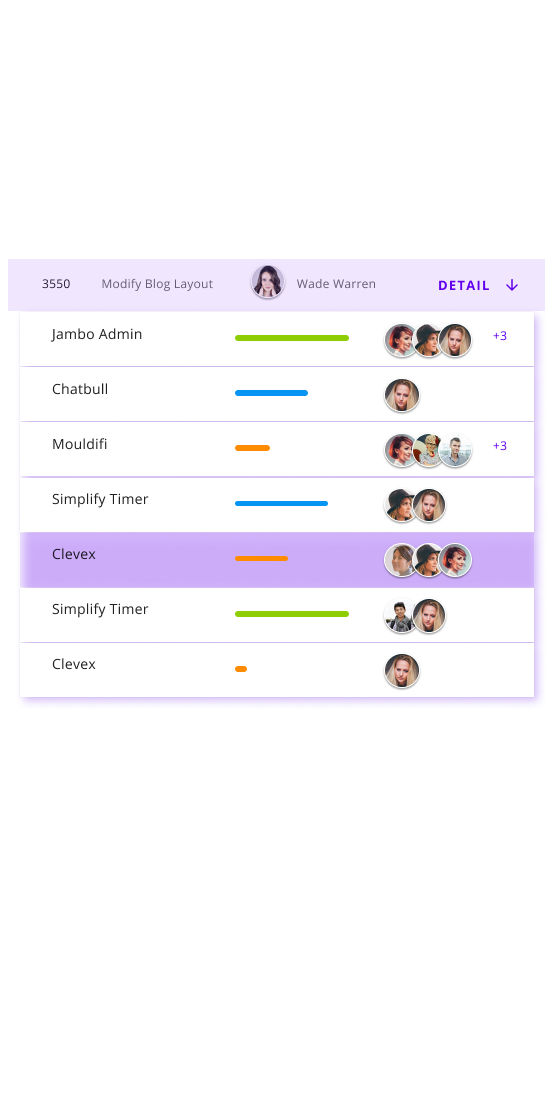 3550 Modify Blog Layout Wade Warren DETAIL
Jambo Admin +3
Chatbull
Mouldifi +3
Simplify Timer
Clevex
Simplify Timer
Clevex